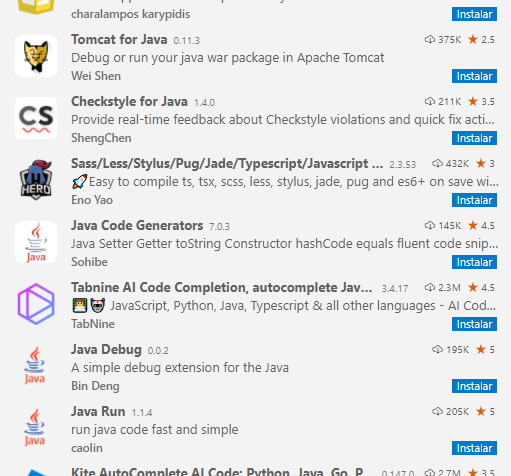 charalampos karypidis
Instalar
Tomcat for Java 0.11.3 375K ★ 2.5
Debug or run your java war package in Apache Tomcat
Wei Shen Instalar
CS
Checkstyle for Java 1.4.0 211K ★ 3.5
Provide real-time feedback about Checkstyle violations and quick fix acti...
ShengChen Instalar
HERO
Sass/Less/Stylus/Pug/Jade/Typescript/Javascript ... 2.3.53 432K ★ 3
🚀Easy to compile ts, tsx, scss, less, stylus, jade, pug and es6+ on save wi...
Eno Yao Instalar
Java
Java Code Generators 7.0.3 145K ★ 4.5
Java Setter Getter toString Constructor hashCode equals fluent code snip...
Sohibe Instalar
Tabnine AI Code Completion, autocomplete Jav... 3.4.17 2.3M ★ 4.5
JavaScript, Python, Java, Typescript & all other languages - AI Cod...
TabNine Instalar
Java
Java Debug 0.0.2 195K ★ 5
A simple debug extension for the Java
Bin Deng Instalar
Java
Java Run 1.1.4 205K ★ 5
run java code fast and simple
caolin Instalar
Kite AutoComplete AI Code: Python, Java, Go, P... 0.147.0 2.7M ★ 3.5